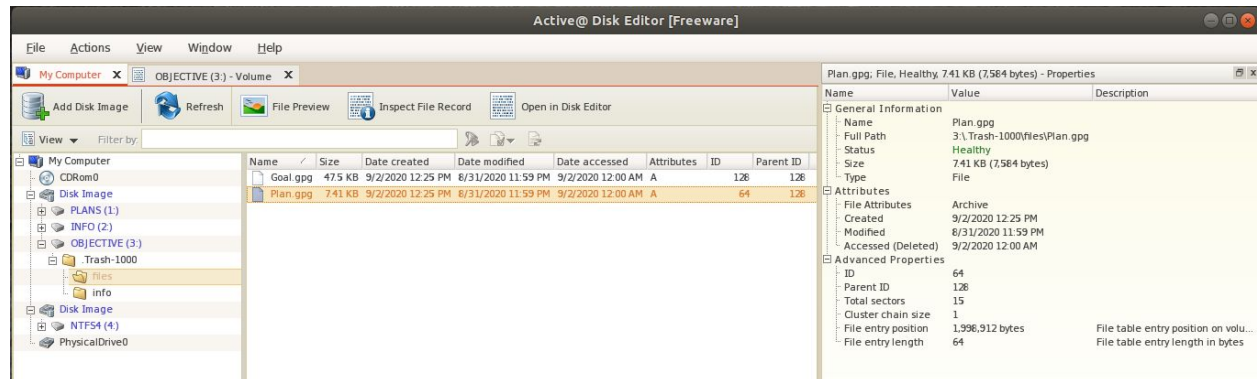 Active@ Disk Editor [Freeware]
File Actions View Window Help
My Computer X OBJECTIVE (3:) - Volume X
Add Disk Image Refresh File Preview Inspect File Record Open in Disk Editor
View Filter by:
My Computer
CDRom0
Disk Image
PLANS (1:)
INFO (2:)
OBJECTIVE (3:)
.Trash-1000
files
info
Disk Image
NTFS4 (4:)
PhysicalDrive0
Name Size Date created Date modified Date accessed Attributes ID Parent ID
Goal.gpg 47.5 KB 9/2/2020 12:25 PM 8/31/2020 11:59 PM 9/2/2020 12:00 AM A 128 128
Plan.gpg 7.41 KB 9/2/2020 12:25 PM 8/31/2020 11:59 PM 9/2/2020 12:00 AM A 64 128
Plan.gpg; File, Healthy, 7.41 KB (7,584 bytes) - Properties
Name Value Description
General Information
Name Plan.gpg
Full Path 3:\.Trash-1000\files\Plan.gpg
Status Healthy
Size 7.41 KB (7,584 bytes)
Type File
Attributes
File Attributes Archive
Created 9/2/2020 12:25 PM
Modified 8/31/2020 11:59 PM
Accessed (Deleted) 9/2/2020 12:00 AM
Advanced Properties
ID 64
Parent ID 128
Total sectors 15
Cluster chain size 1
File entry position 1,998,912 bytes File table entry position on volu...
File entry length 64 File table entry length in bytes